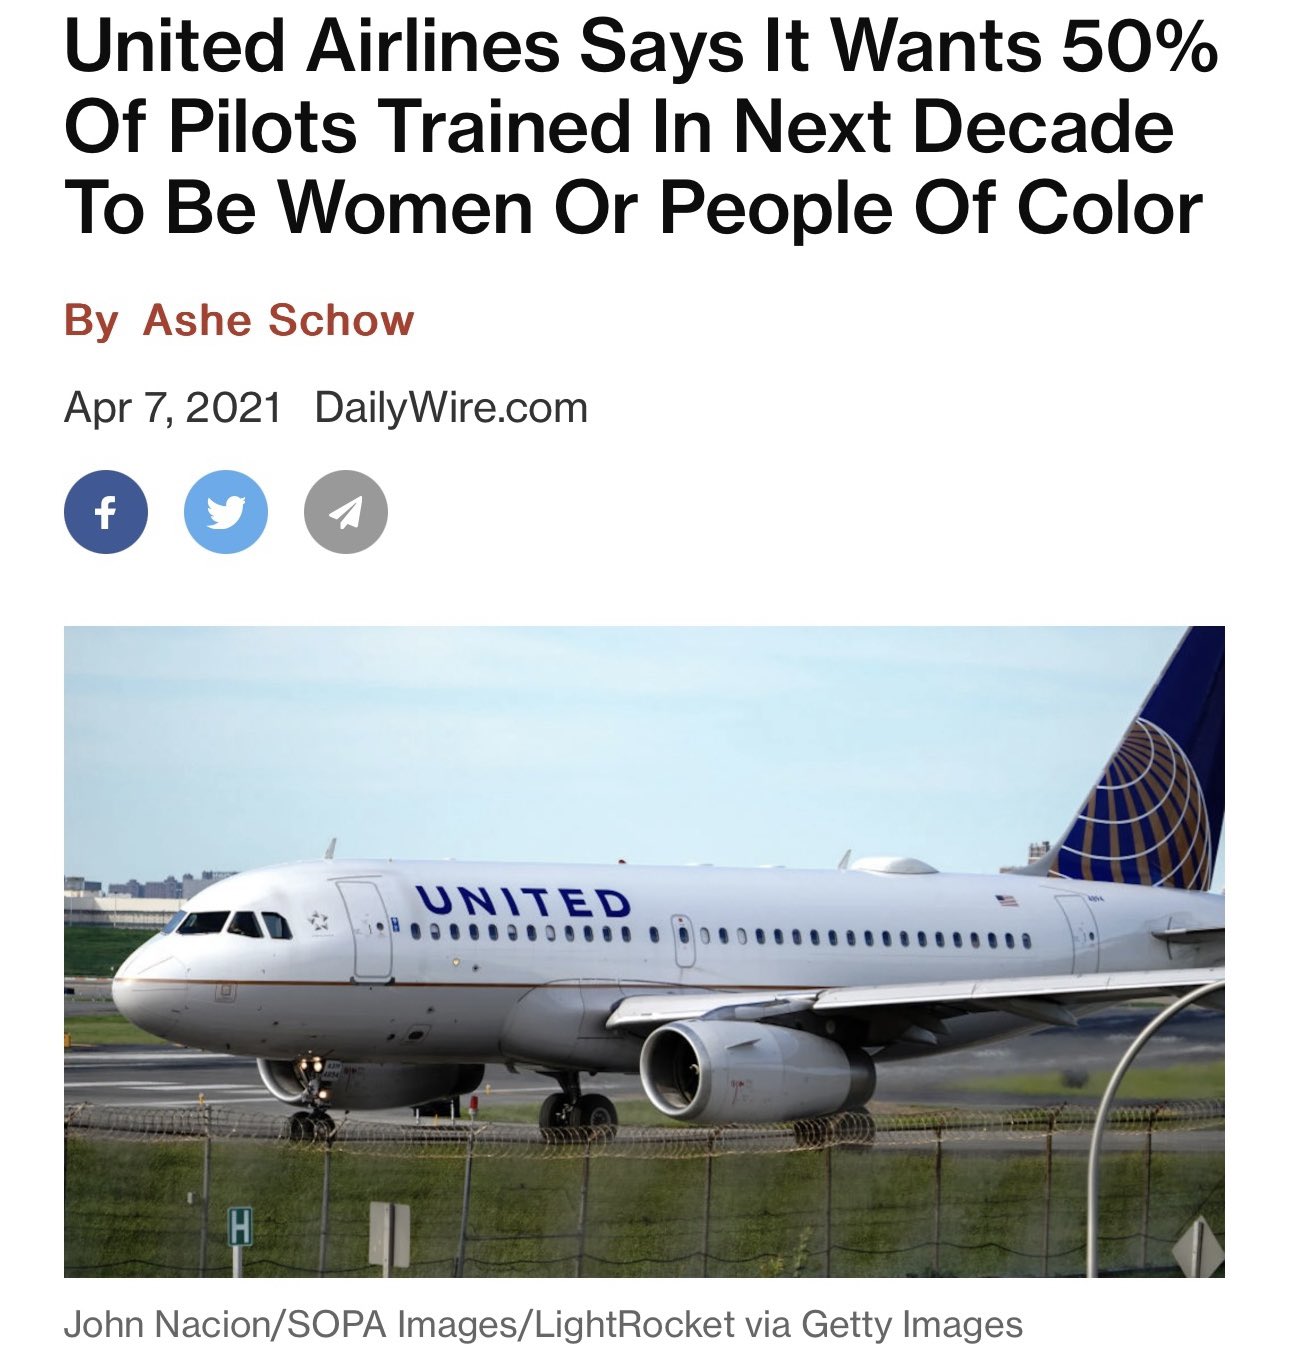 United Airlines Says It Wants 50%
Of Pilots Trained In Next Decade
To Be Women Or People Of Color
By Ashe Schow
Apr 7, 2021 DailyWire.com
UNITED
H
John Nacion/SOPA Images/LightRocket via Getty Images